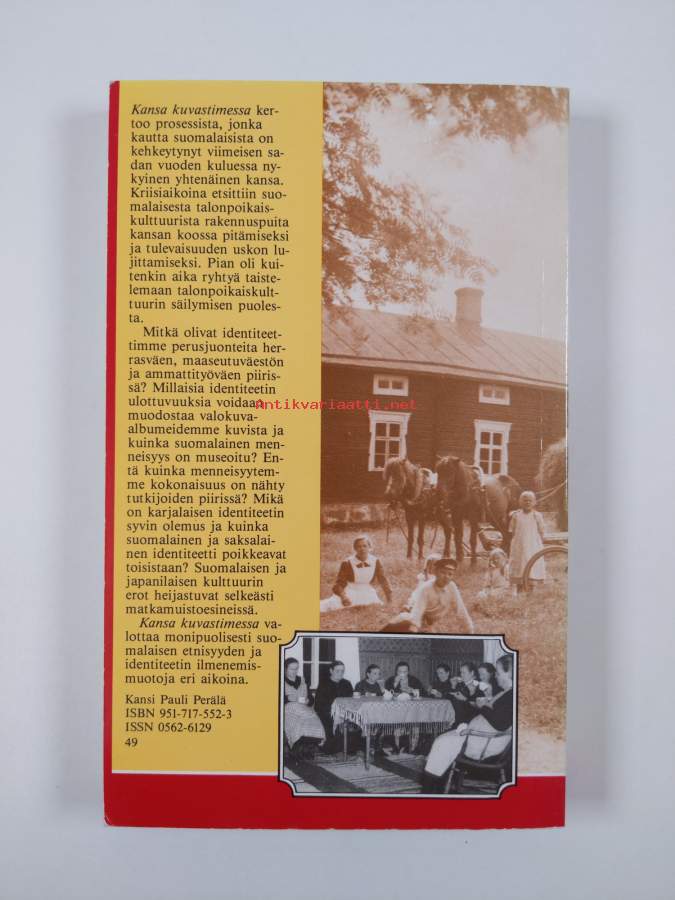 Kansa kuvastimessa ker-
too prosessista, jonka
kautta suomalaisista on
kehkeytynyt viimeisen sa-
dan vuoden kuluessa ny-
kyinen yhtenäinen kansa.
Kriisiaikoina etsittiin suo-
malaisesta talonpoikais-
kulttuurista rakennuspuita
kansan koossa pitämiseksi
ja tulevaisuuden uskon lu-
jittamiseksi. Pian oli kui-
tenkin aika ryhtyä taiste-
lemaan talonpoikaiskult-
tuurin säilymisen puoles-
ta.
Mitkä olivat identiteet-
timme perusjuonteita her-
rasväen, maaseutuväestön
ja ammattityöväen piiris-
sä? Millaisia identiteetin
ulottuvuuksia voidaan
muodostaa valokuva-
albumeidemme kuvista ja
kuinka suomalainen men-
neisyys on museoitu? En-
tä kuinka menneisyytem-
me kokonaisuus on nähty
tutkijoiden piirissä? Mikä
on karjalaisen identiteetin
syvin olemus ja kuinka
suomalainen ja saksalai-
nen identiteetti poikkeavat
toisistaan? Suomalaisen ja
japanilaisen kulttuurin
erot heijastuvat selkeästi
matkamuistoesineissä.
Kansa kuvastimessa va-
lottaa monipuolisesti suo-
malaisen etnisyyden ja
identiteetin ilmenemis-
muotoja eri aikoina.
Kansi Pauli Perälä
ISBN 951-717-552-3
ISSN 0562-6129
49
Antikvariaatti.net